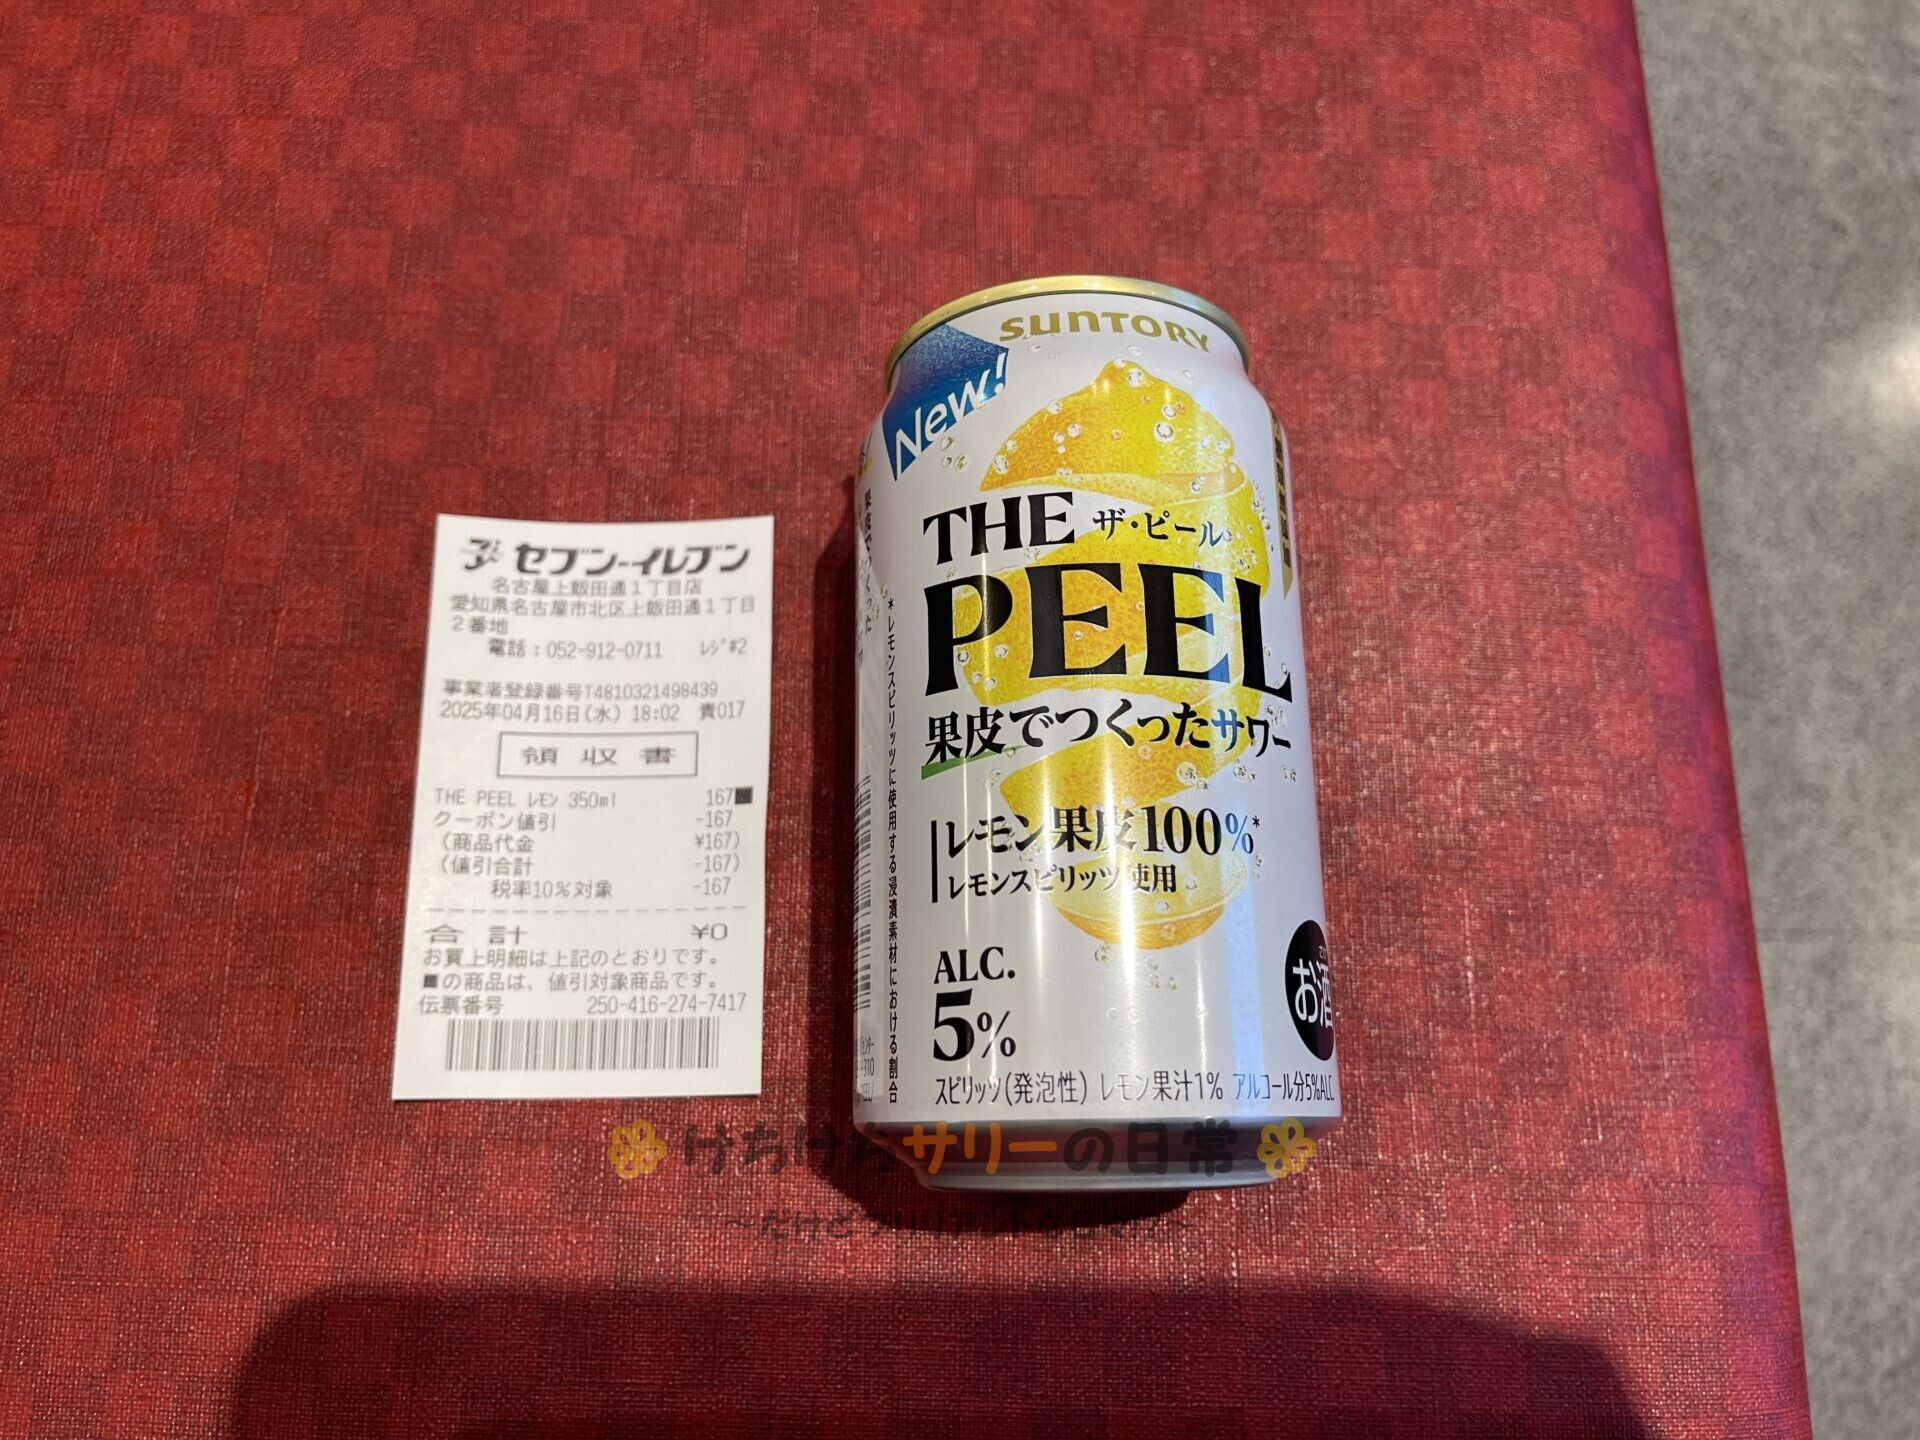 セブン-イレブン
名古屋上飯田通1丁目店
愛知県名古屋市北区上飯田通1丁目
2番地
電話:052-912-0711 レジ#2
事業者登録番号T4810321498439
2025年04月16日(水) 18:02 責017
領収書
THE PEEL レモン 350ml 167■
クーポン値引 -167
(商品代金 ¥167)
(値引合計 -167)
税率10%対象 -167
合計 ¥0
お買上明細は上記のとおりです。
■の商品は、値引対象商品です。
伝票番号 250-416-274-7417
SUNTORY
New!
THE ザ・ピール
PEEL
果皮でつくったサワー
レモン果皮100%*
レモンスピリッツ使用
ALC.
5%
お酒
スピリッツ(発泡性) レモン果汁1% アルコール分5%
*レモンスピリッツに使用する浸漬素材における割合
けちけちサリーの日常